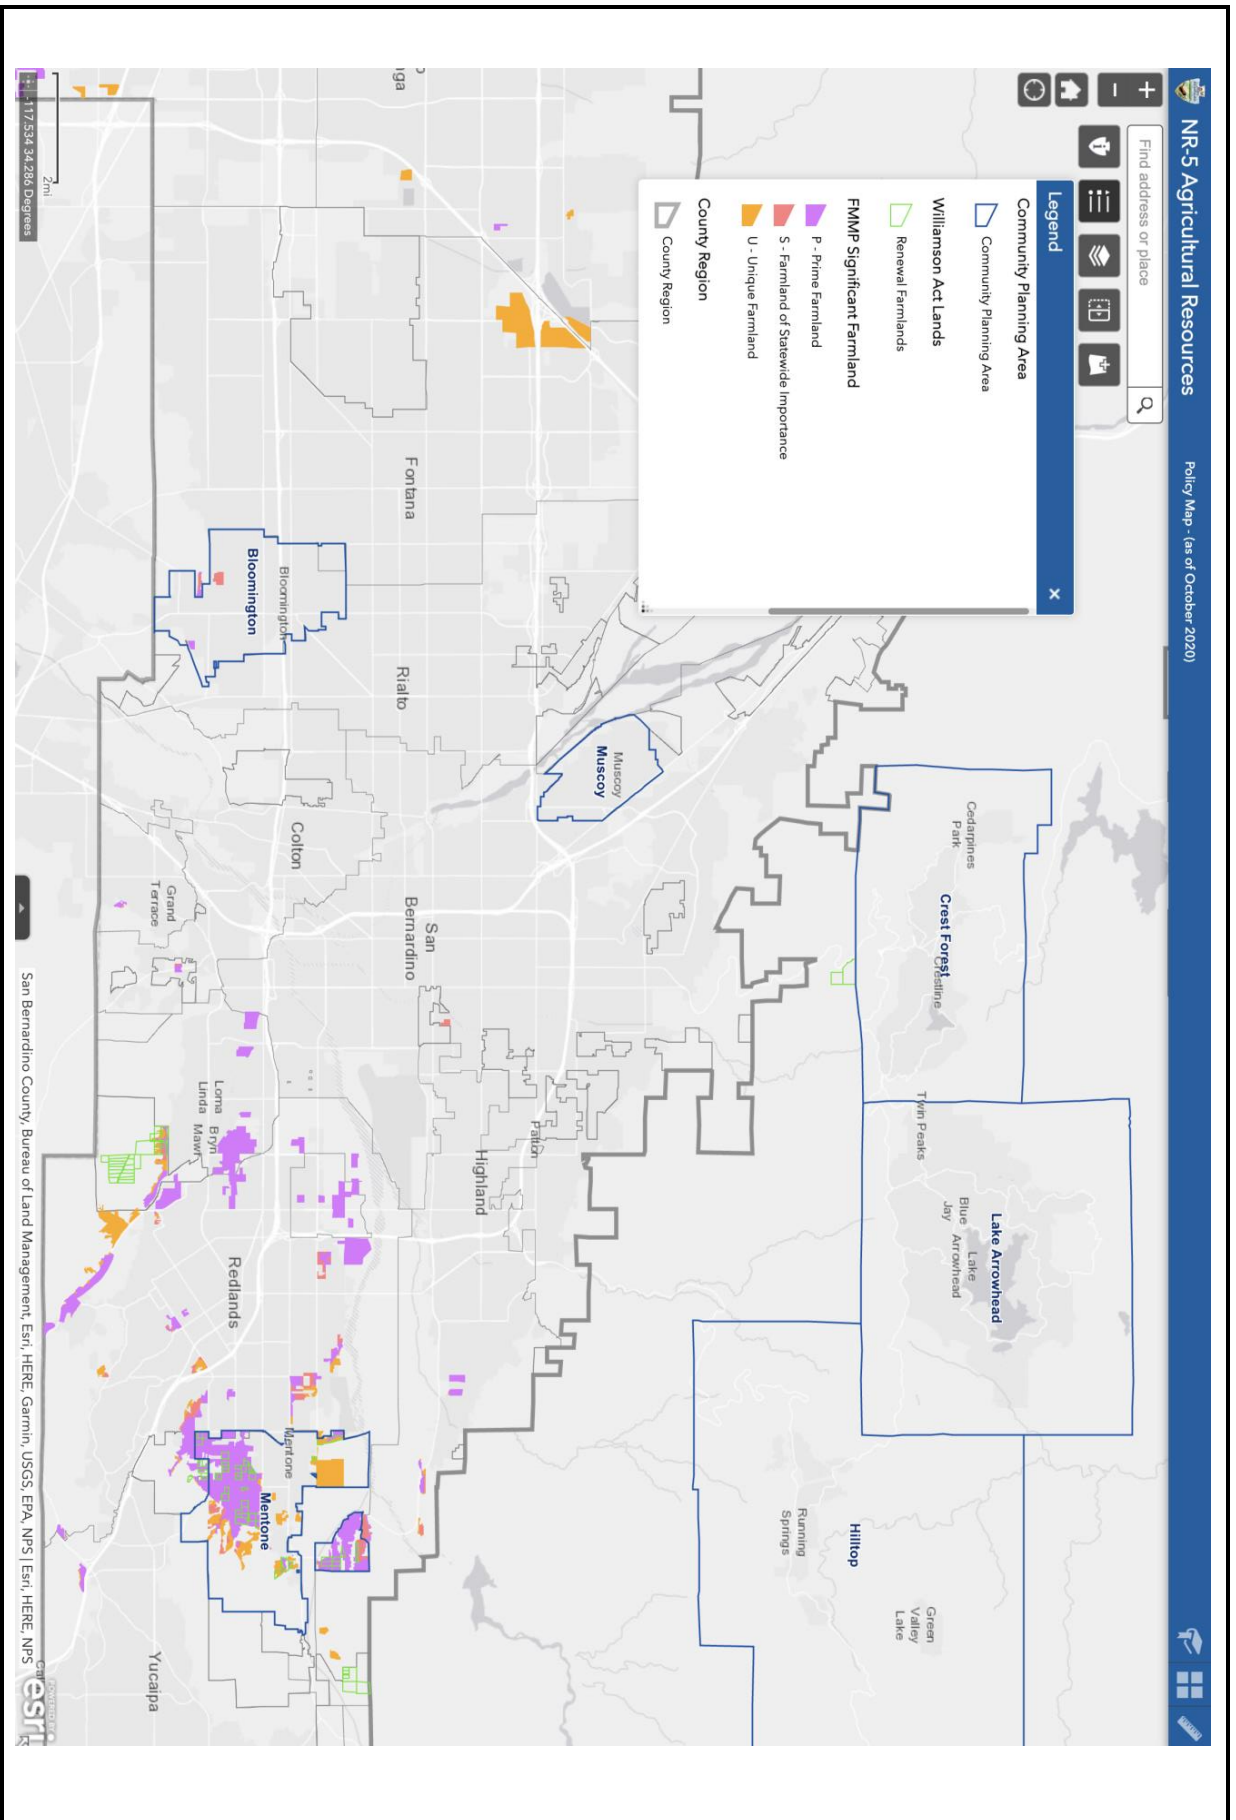 NR-5 Agricultural Resources
Policy Map - (as of October 2020)
+
−
Find address or place
Legend
×
Community Planning Area
Community Planning Area
Williamson Act Lands
Renewal Farmlands
FMMP Significant Farmland
P - Prime Farmland
S - Farmland of Statewide Importance
U - Unique Farmland
County Region
County Region
Cedarpines
Park
Crest Forest
Crestline
Twin Peaks
Lake Arrowhead
Blue
Jay
Lake
Arrowhead
Hilltop
Running
Springs
Green
Valley
Lake
Muscoy
Muscoy
Fontana
Rialto
San
Bernardino
Highland
Patton
Bloomington
Bloomington
Colton
Grand
Terrace
Loma
Linda
Bryn
Mawr
Redlands
Mentone
Mentone
Yucaipa
2mi
-117.534 34.286 Degrees
San Bernardino County, Bureau of Land Management, Esri, HERE, Garmin, USGS, EPA, NPS | Esri, HERE, NPS
POWERED BY
esri